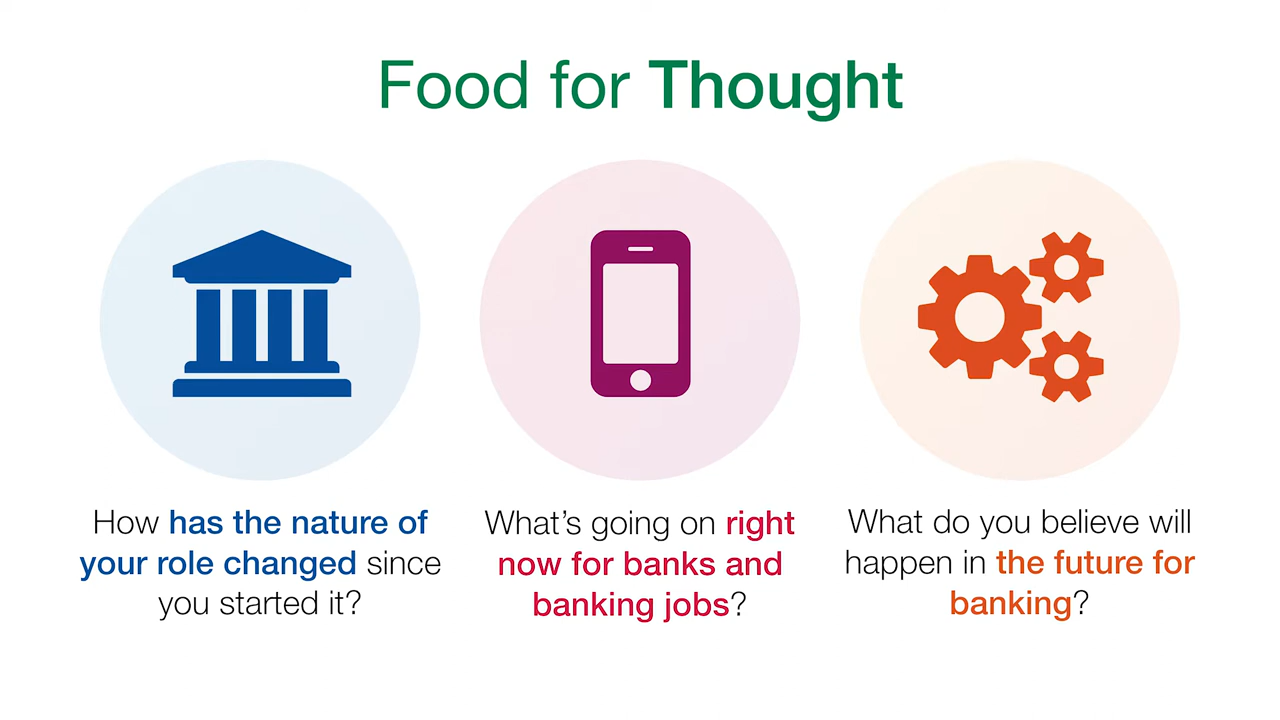 Food for Thought
How has the nature of
your role changed since
you started it?
What’s going on right
now for banks and
banking jobs?
What do you believe will
happen in the future for
banking?